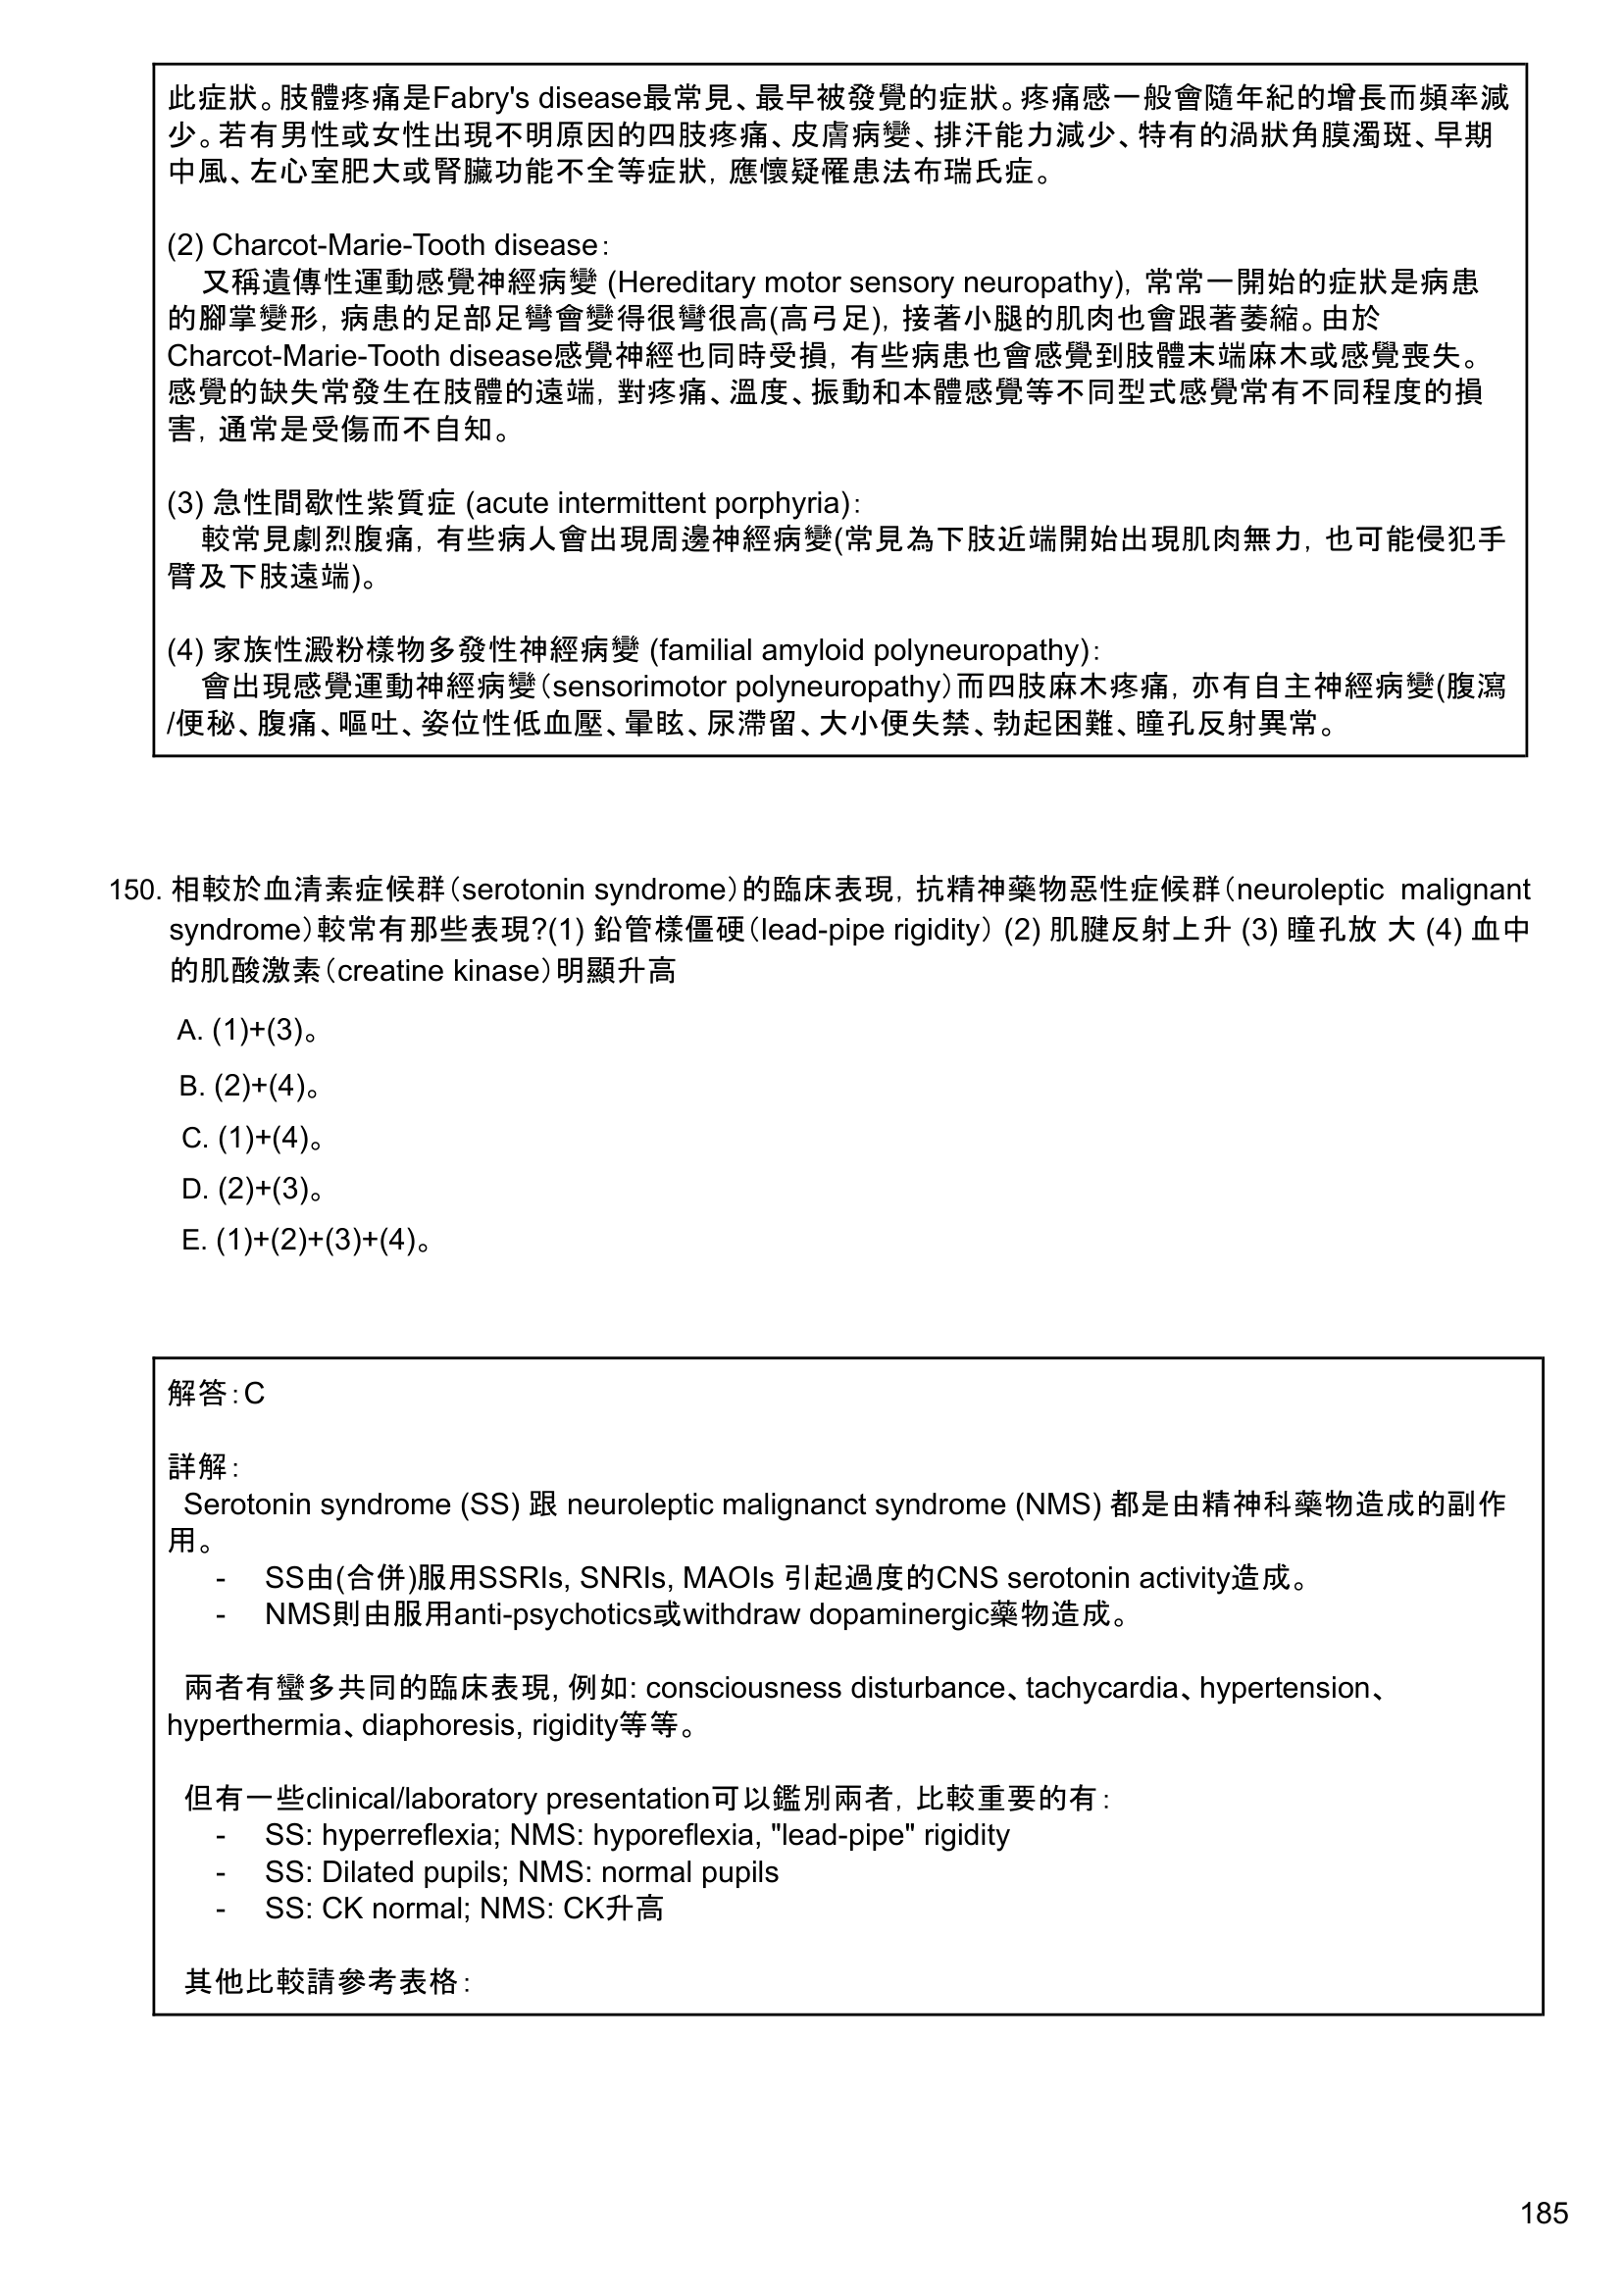 此症狀。肢體疼痛是Fabry's disease最常見、最早被發覺的症狀。疼痛感一般會隨年紀的增長而頻率減
少。若有男性或女性出現不明原因的四肢疼痛、皮膚病變、排汗能力減少、特有的渦狀角膜濁斑、早期
中風、左心室肥大或腎臟功能不全等症狀，應懷疑罹患法布瑞氏症。
(2) Charcot-Marie-Tooth disease：
又稱遺傳性運動感覺神經病變 (Hereditary motor sensory neuropathy)，常常一開始的症狀是病患
的腳掌變形，病患的足部足彎會變得很彎很高(高弓足)，接著小腿的肌肉也會跟著萎縮。由於
Charcot-Marie-Tooth disease感覺神經也同時受損，有些病患也會感覺到肢體末端麻木或感覺喪失。
感覺的缺失常發生在肢體的遠端，對疼痛、溫度、振動和本體感覺等不同型式感覺常有不同程度的損
害，通常是受傷而不自知。
(3) 急性間歇性紫質症 (acute intermittent porphyria)：
較常見劇烈腹痛，有些病人會出現周邊神經病變(常見為下肢近端開始出現肌肉無力，也可能侵犯手
臂及下肢遠端)。
(4) 家族性澱粉樣物多發性神經病變 (familial amyloid polyneuropathy)：
會出現感覺運動神經病變（sensorimotor polyneuropathy）而四肢麻木疼痛，亦有自主神經病變(腹瀉
/便秘、腹痛、嘔吐、姿位性低血壓、暈眩、尿滯留、大小便失禁、勃起困難、瞳孔反射異常。
150. 相較於血清素症候群（serotonin syndrome）的臨床表現，抗精神藥物惡性症候群（neuroleptic malignant
syndrome）較常有那些表現?(1) 鉛管樣僵硬（lead-pipe rigidity） (2) 肌腱反射上升 (3) 瞳孔放 大 (4) 血中
的肌酸激素（creatine kinase）明顯升高
A. (1)+(3)。
B. (2)+(4)。
C. (1)+(4)。
D. (2)+(3)。
E. (1)+(2)+(3)+(4)。
解答：C
詳解：
Serotonin syndrome (SS) 跟 neuroleptic malignanct syndrome (NMS) 都是由精神科藥物造成的副作
用。
- SS由(合併)服用SSRIs, SNRIs, MAOIs 引起過度的CNS serotonin activity造成。
- NMS則由服用anti-psychotics或withdraw dopaminergic藥物造成。
兩者有蠻多共同的臨床表現, 例如: consciousness disturbance、tachycardia、hypertension、
hyperthermia、diaphoresis, rigidity等等。
但有一些clinical/laboratory presentation可以鑑別兩者，比較重要的有：
- SS: hyperreflexia; NMS: hyporeflexia, "lead-pipe" rigidity
- SS: Dilated pupils; NMS: normal pupils
- SS: CK normal; NMS: CK升高
其他比較請參考表格：
185